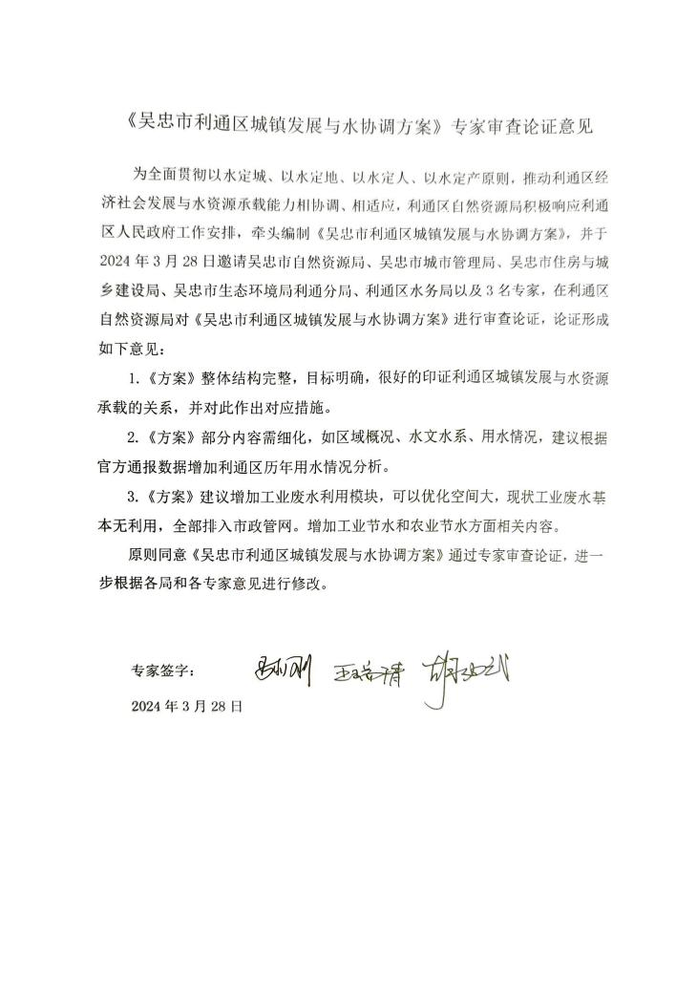 《吴忠市利通区城镇发展与水协调方案》专家审查论证意见
为全面贯彻以水定城、以水定地、以水定人、以水定产原则，推动利通区经
济社会发展与水资源承载能力相协调、相适应，利通区自然资源局积极响应利通
区人民政府工作安排，牵头编制《吴忠市利通区城镇发展与水协调方案》，并于
2024 年 3 月 28 日邀请吴忠市自然资源局、吴忠市城市管理局、吴忠市住房与城
乡建设局、吴忠市生态环境局利通分局、利通区水务局以及 3 名专家，在利通区
自然资源局对《吴忠市利通区城镇发展与水协调方案》进行审查论证，论证形成
如下意见：
1.《方案》整体结构完整，目标明确，很好的印证利通区城镇发展与水资源
承载的关系，并对此作出对应措施。
2.《方案》部分内容需细化，如区域概况、水文水系、用水情况，建议根据
官方通报数据增加利通区历年用水情况分析。
3.《方案》建议增加工业废水利用模块，可以优化空间大，现状工业废水基
本无利用，全部排入市政管网。增加工业节水和农业节水方面相关内容。
原则同意《吴忠市利通区城镇发展与水协调方案》通过专家审查论证，进一
步根据各局和各专家意见进行修改。
专家签字：
2024 年 3 月 28 日